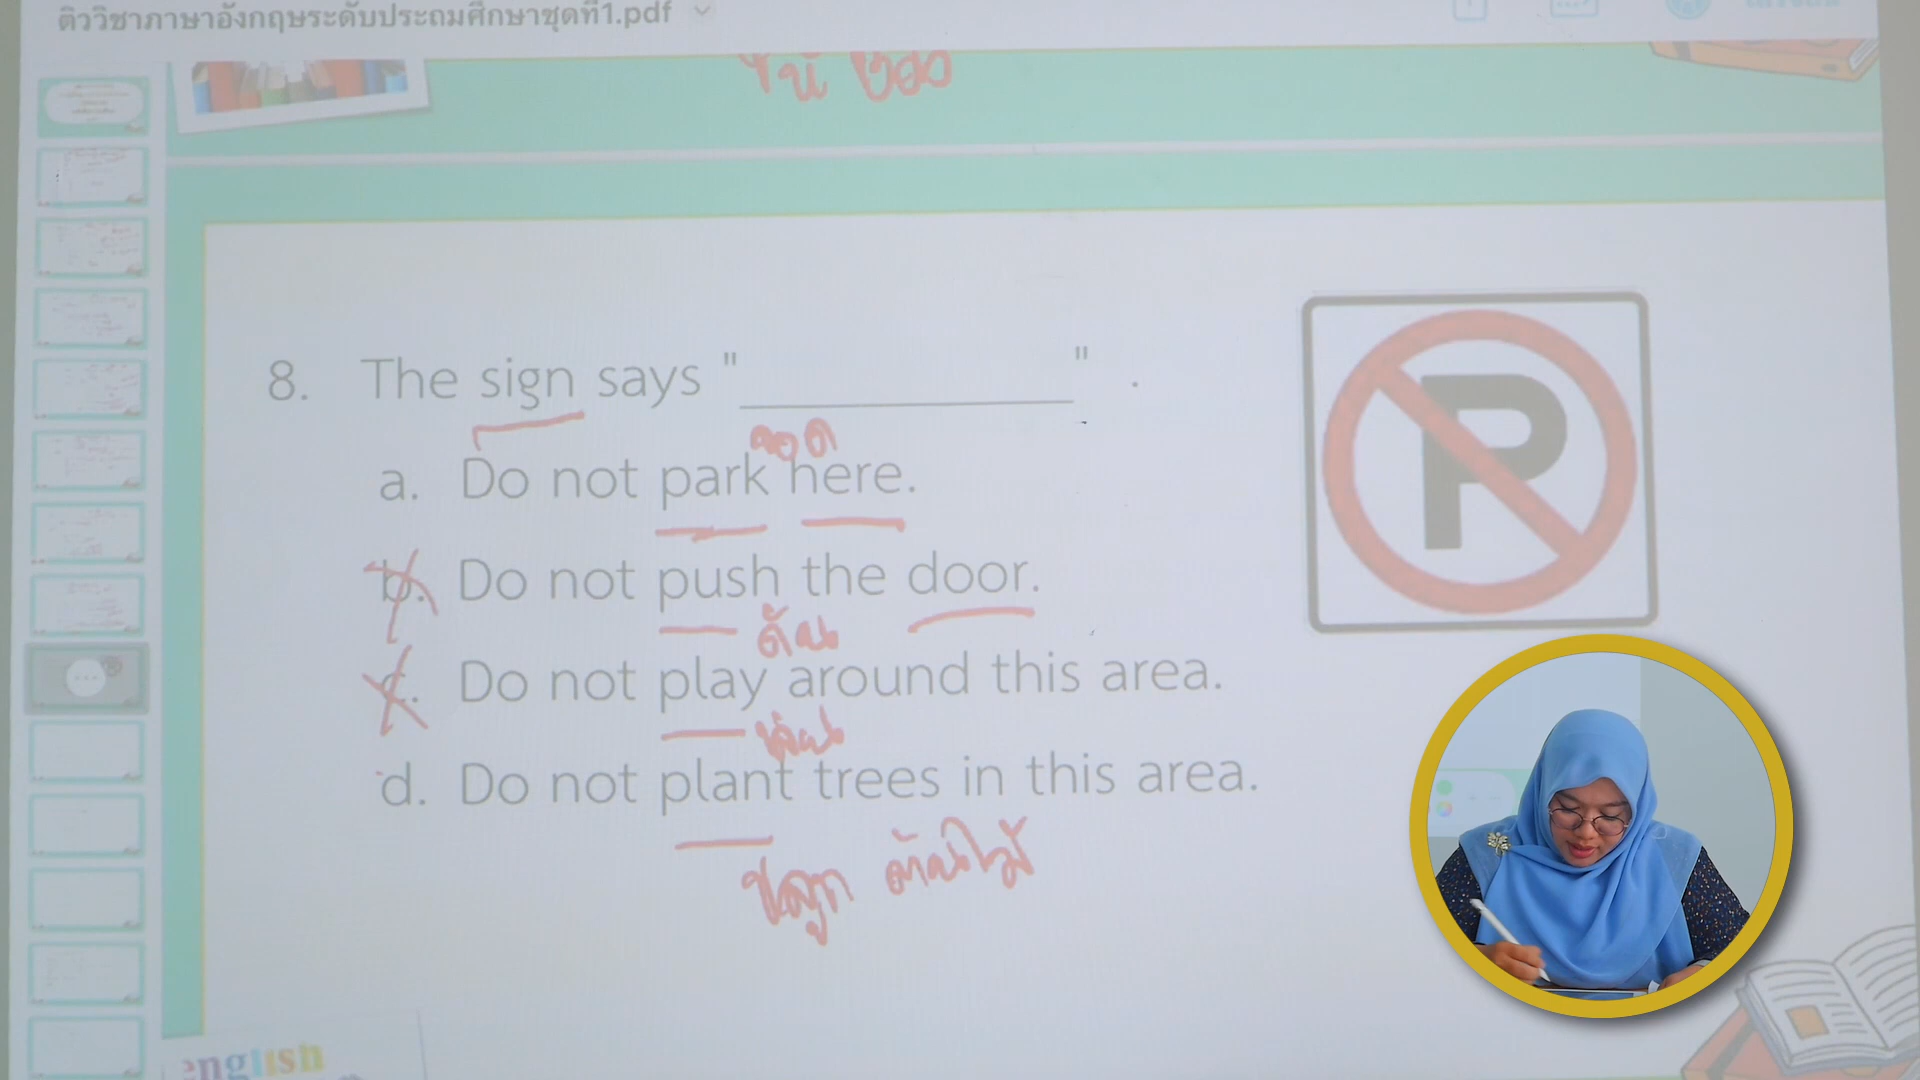 ติววิชาภาษาอังกฤษระดับประถมศึกษาชุดที่1.pdf
8. The sign says "____________" .
จอด
a. Do not park here.
b. Do not push the door.
ดัน
c. Do not play around this area.
เล่น
d. Do not plant trees in this area.
ปลูก ต้นไม้
P
english